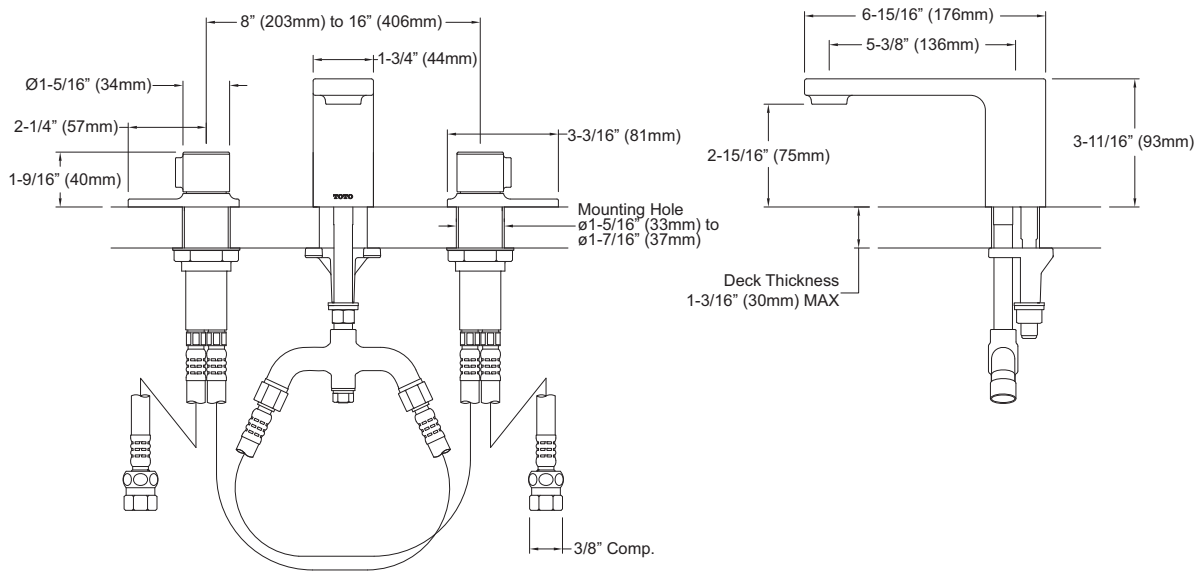 8” (203mm) to 16” (406mm)
1-3/4” (44mm)
Ø1-5/16” (34mm)
2-1/4” (57mm)
3-3/16” (81mm)
1-9/16” (40mm)
TOTO
Mounting Hole
ø1-5/16” (33mm) to
ø1-7/16” (37mm)
3/8” Comp.
6-15/16” (176mm)
5-3/8” (136mm)
2-15/16” (75mm)
3-11/16” (93mm)
Deck Thickness
1-3/16” (30mm) MAX